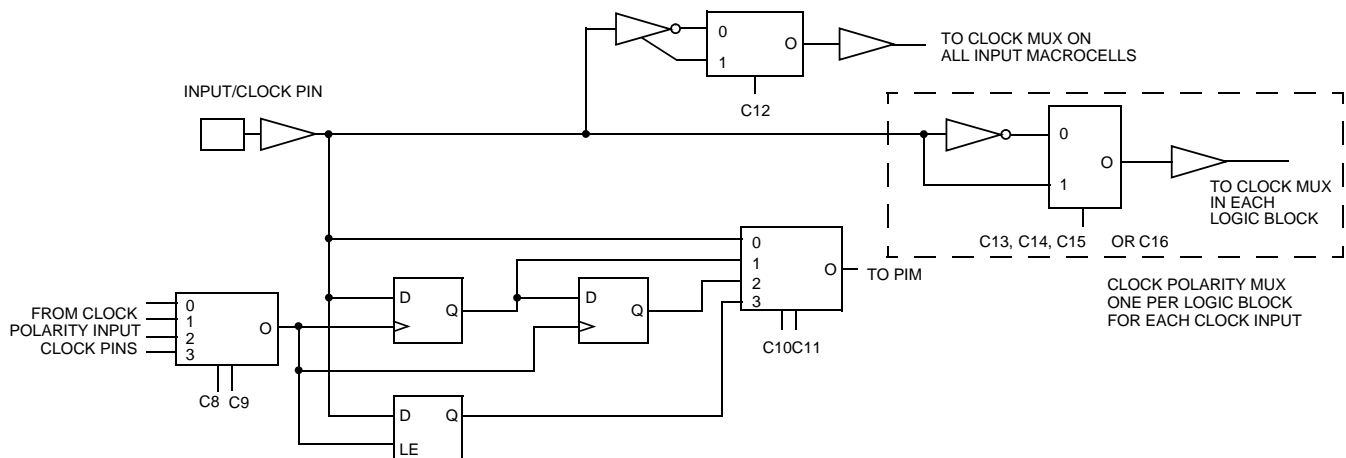 TO CLOCK MUX ON
ALL INPUT MACROCELLS
0
O
1
C12
INPUT/CLOCK PIN
0
O
1
TO CLOCK MUX
IN EACH
LOGIC BLOCK
C13, C14, C15 OR C16
CLOCK POLARITY MUX
ONE PER LOGIC BLOCK
FOR EACH CLOCK INPUT
0
1
2
3
O
TO PIM
C10C11
D
Q
D
Q
FROM CLOCK
POLARITY INPUT
CLOCK PINS
0
1
2
3
O
C8 C9
D
Q
LE